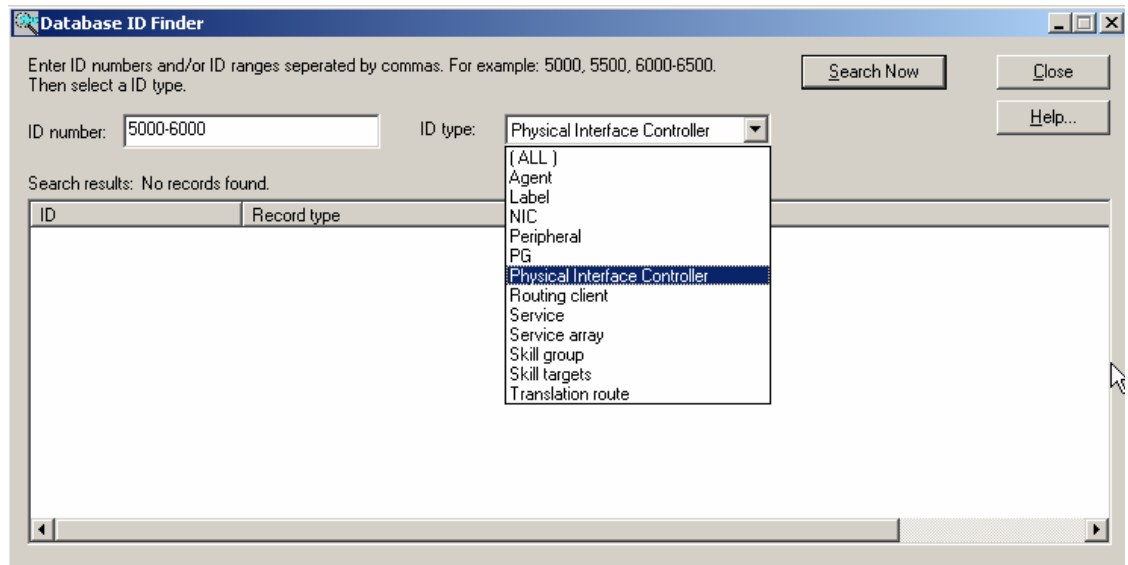 Database ID Finder
Enter ID numbers and/or ID ranges seperated by commas. For example: 5000, 5500, 6000-6500.
Then select a ID type.
Search Now
Close
Help...
ID number: 5000-6000
ID type: Physical Interface Controller
( ALL )
Agent
Label
NIC
Peripheral
PG
Physical Interface Controller
Routing client
Service
Service array
Skill group
Skill targets
Translation route
Search results: No records found.
ID Record type